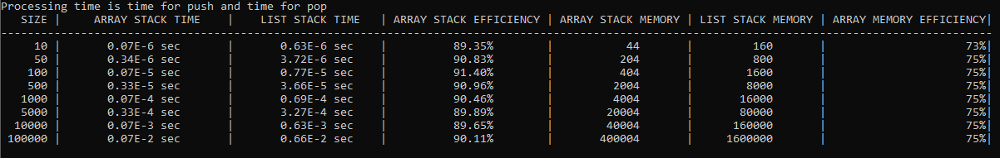 Processing time is time for push and time for pop
SIZE | ARRAY STACK TIME | LIST STACK TIME | ARRAY STACK EFFICIENCY | ARRAY STACK MEMORY | LIST STACK MEMORY | ARRAY MEMORY EFFICIENCY|
10 | 0.07E-6 sec | 0.63E-6 sec | 89.35% | 44 | 160 | 73%|
50 | 0.34E-6 sec | 3.72E-6 sec | 90.83% | 204 | 800 | 75%|
100 | 0.07E-5 sec | 0.77E-5 sec | 91.40% | 404 | 1600 | 75%|
500 | 0.33E-5 sec | 3.66E-5 sec | 90.96% | 2004 | 8000 | 75%|
1000 | 0.07E-4 sec | 0.69E-4 sec | 90.46% | 4004 | 16000 | 75%|
5000 | 0.33E-4 sec | 3.27E-4 sec | 89.89% | 20004 | 80000 | 75%|
10000 | 0.07E-3 sec | 0.63E-3 sec | 89.65% | 40004 | 160000 | 75%|
100000 | 0.07E-2 sec | 0.66E-2 sec | 90.11% | 400004 | 1600000 | 75%|